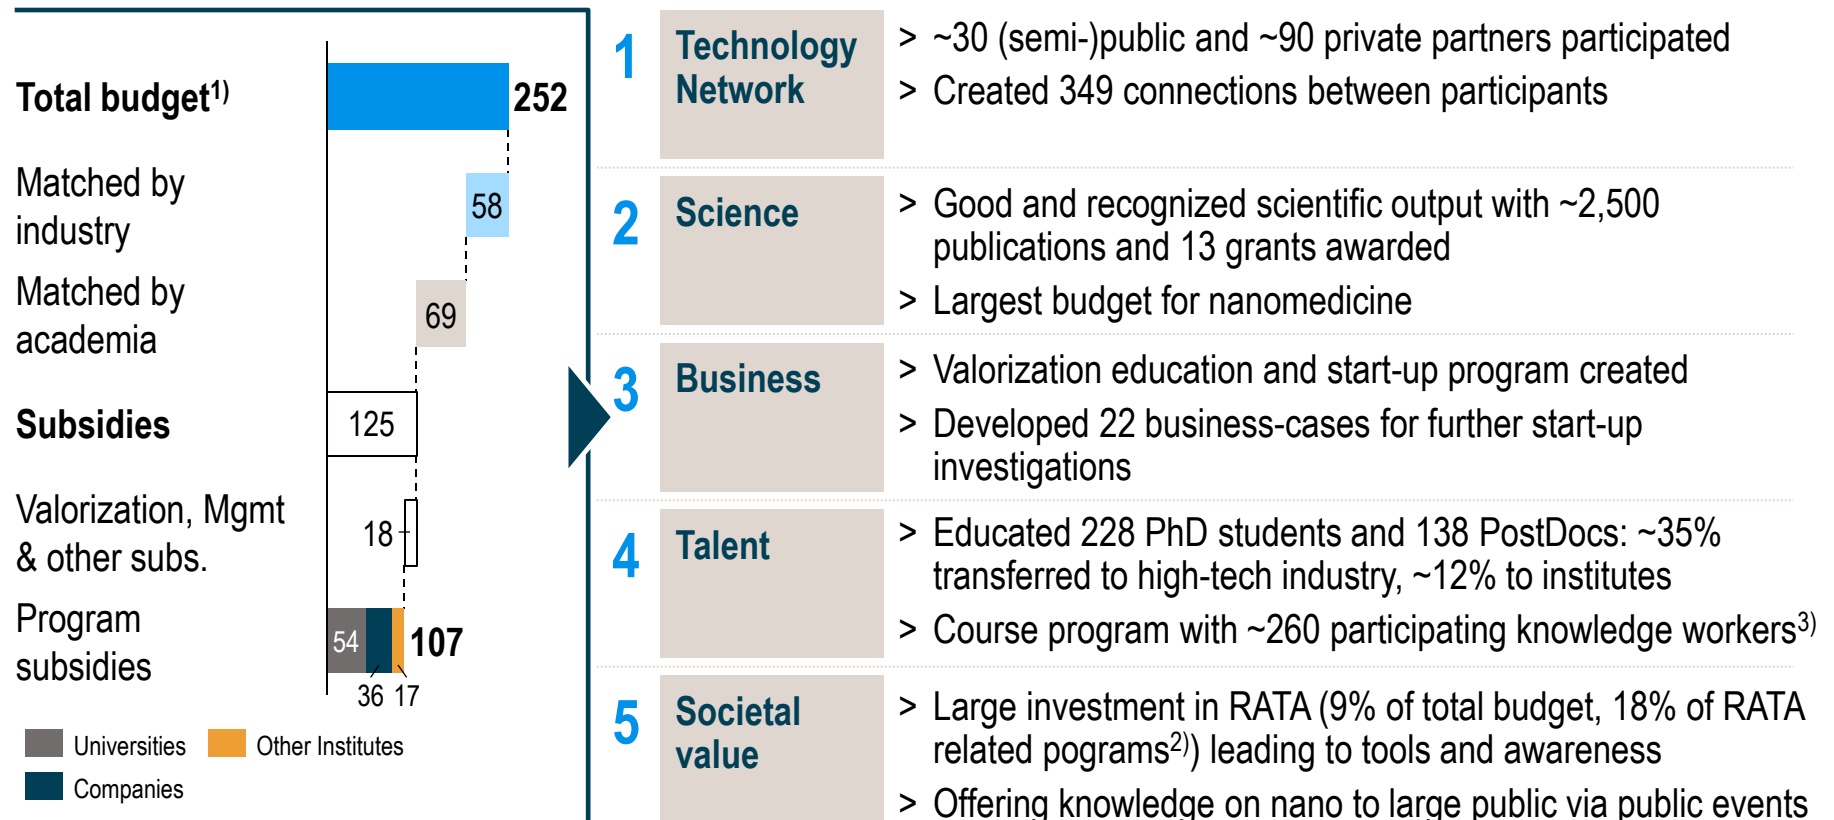 Total budget1)
252
Matched by
industry
58
Matched by
academia
69
Subsidies
125
Valorization, Mgmt
& other subs.
18
Program
subsidies
54
107
36 17
Universities
Other Institutes
Companies
1
Technology
Network
> ~30 (semi-)public and ~90 private partners participated
> Created 349 connections between participants
2
Science
> Good and recognized scientific output with ~2,500
publications and 13 grants awarded
> Largest budget for nanomedicine
3
Business
> Valorization education and start-up program created
> Developed 22 business-cases for further start-up
investigations
4
Talent
> Educated 228 PhD students and 138 PostDocs: ~35%
transferred to high-tech industry, ~12% to institutes
> Course program with ~260 participating knowledge workers3)
5
Societal
value
> Large investment in RATA (9% of total budget, 18% of RATA
related pograms2)) leading to tools and awareness
> Offering knowledge on nano to large public via public events